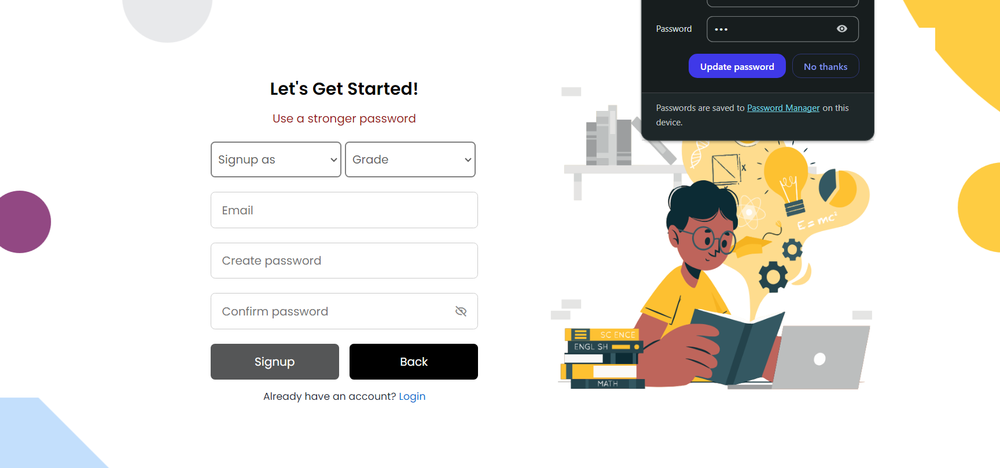 Password
•••
Update password
No thanks
Passwords are saved to Password Manager on this
device.
Let's Get Started!
Use a stronger password
Signup as
Grade
Email
Create password
Confirm password
Signup
Back
Already have an account? Login
x
E = mc²
SC ENCE
ENGL SH
MATH